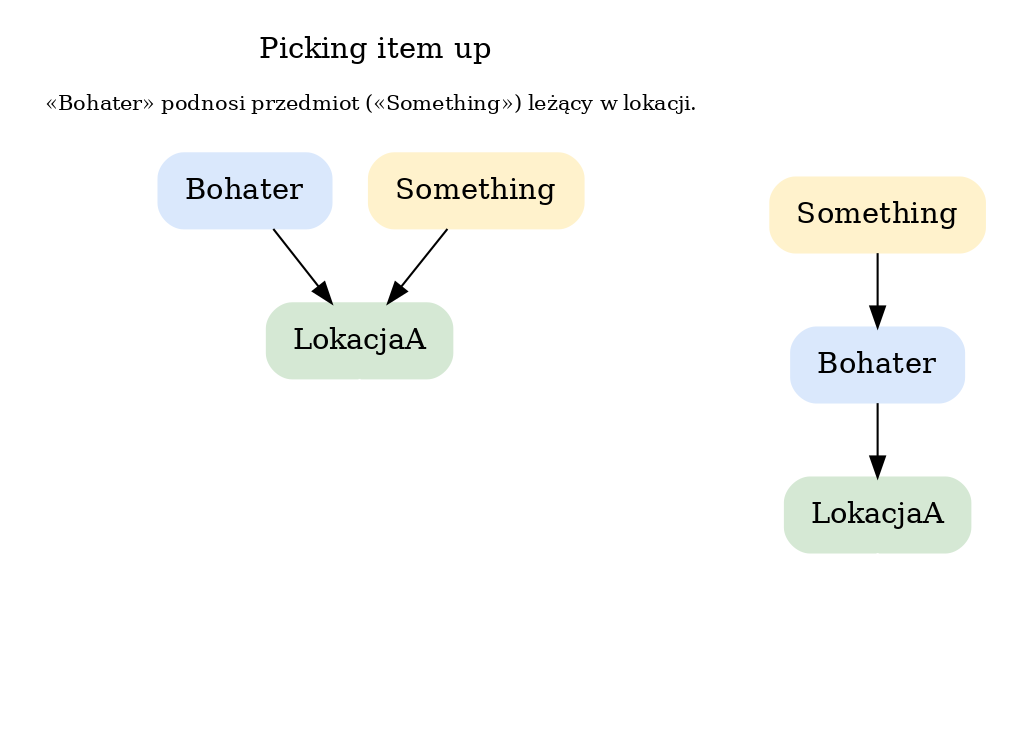 Picking item up
«Bohater» podnosi przedmiot («Something») leżący w lokacji.
Bohater
Something
LokacjaA
Something
Bohater
LokacjaA